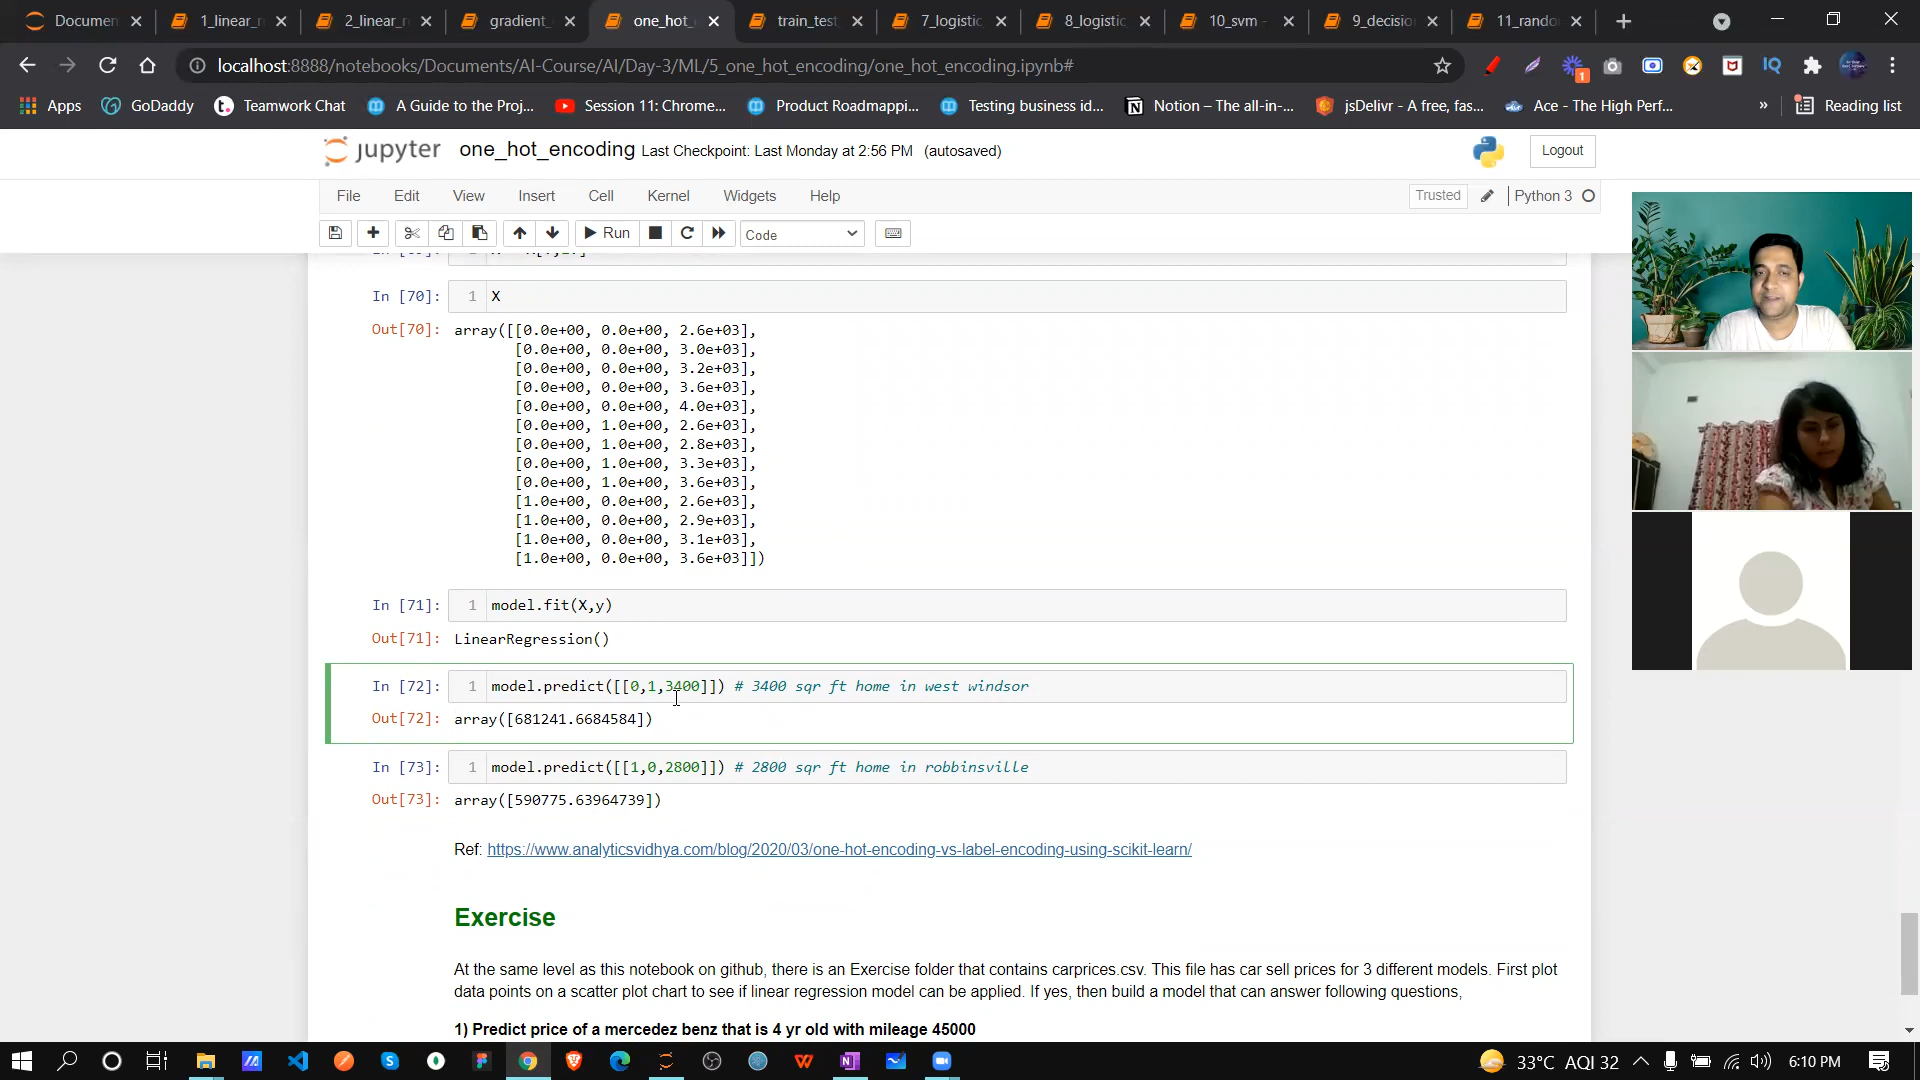 Documen
1_linear_r
2_linear_r
gradient_
one_hot_
train_test
7_logistic
8_logistic
10_svm -
9_decisio
11_rando
localhost:8888/notebooks/Documents/AI-Course/AI/Day-3/ML/5_one_hot_encoding/one_hot_encoding.ipynb#
Apps
GoDaddy
Teamwork Chat
A Guide to the Proj...
Session 11: Chrome...
Product Roadmappi...
Testing business id...
Notion – The all-in-...
jsDelivr - A free, fas...
Ace - The High Perf...
»
Reading list
jupyter one_hot_encoding Last Checkpoint: Last Monday at 2:56 PM (autosaved)
Logout
File Edit View Insert Cell Kernel Widgets Help
Trusted
Python 3
Run
Code
In [70]: 1 X
Out[70]: array([[0.0e+00, 0.0e+00, 2.6e+03],
[0.0e+00, 0.0e+00, 3.0e+03],
[0.0e+00, 0.0e+00, 3.2e+03],
[0.0e+00, 0.0e+00, 3.6e+03],
[0.0e+00, 0.0e+00, 4.0e+03],
[0.0e+00, 1.0e+00, 2.6e+03],
[0.0e+00, 1.0e+00, 2.8e+03],
[0.0e+00, 1.0e+00, 3.3e+03],
[0.0e+00, 1.0e+00, 3.6e+03],
[1.0e+00, 0.0e+00, 2.6e+03],
[1.0e+00, 0.0e+00, 2.9e+03],
[1.0e+00, 0.0e+00, 3.1e+03],
[1.0e+00, 0.0e+00, 3.6e+03]])
In [71]: 1 model.fit(X,y)
Out[71]: LinearRegression()
In [72]: 1 model.predict([[0,1,3400]]) # 3400 sqr ft home in west windsor
Out[72]: array([681241.6684584])
In [73]: 1 model.predict([[1,0,2800]]) # 2800 sqr ft home in robbinsville
Out[73]: array([590775.63964739])
Ref: https://www.analyticsvidhya.com/blog/2020/03/one-hot-encoding-vs-label-encoding-using-scikit-learn/
Exercise
At the same level as this notebook on github, there is an Exercise folder that contains carprices.csv. This file has car sell prices for 3 different models. First plot
data points on a scatter plot chart to see if linear regression model can be applied. If yes, then build a model that can answer following questions,
1) Predict price of a mercedez benz that is 4 yr old with mileage 45000
33°C AQI 32
6:10 PM